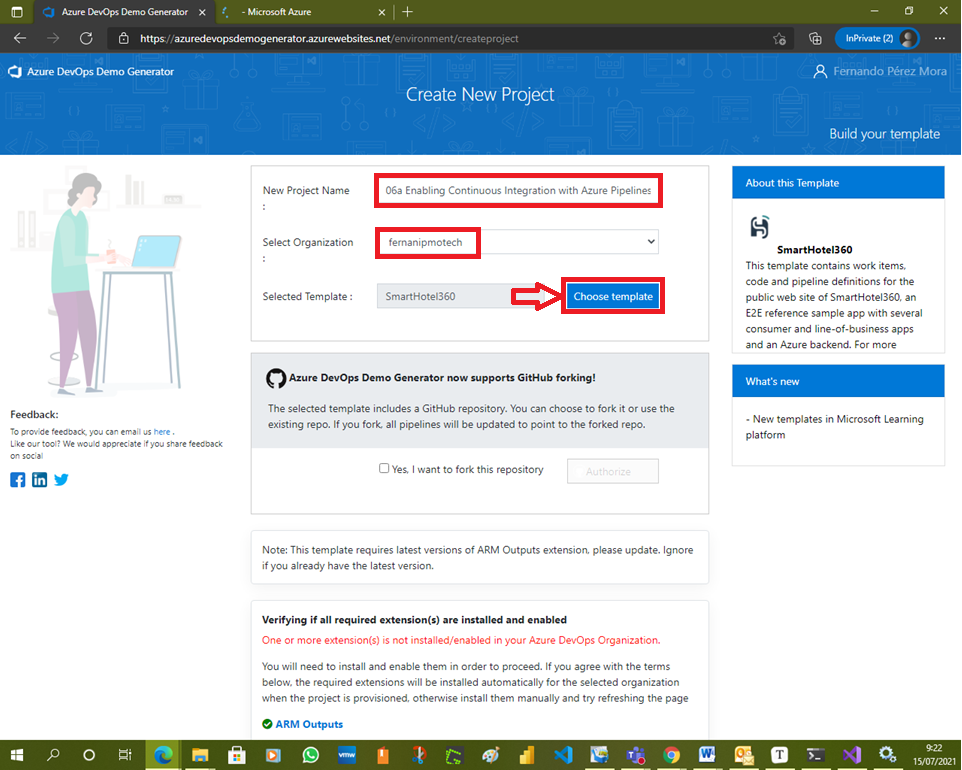 Azure DevOps Demo Generator
- Microsoft Azure
https://azuredevopsdemogenerator.azurewebsites.net/environment/createproject
InPrivate (2)
Azure DevOps Demo Generator
Fernando Pérez Mora
Create New Project
Build your template
New Project Name
:
06a Enabling Continuous Integration with Azure Pipelines
Select Organization
:
fernanipmotech
Selected Template :
SmartHotel360
Choose template
About this Template
SmartHotel360
This template contains work items,
code and pipeline definitions for the
public web site of SmartHotel360, an
E2E reference sample app with several
consumer and line-of-business apps
and an Azure backend. For more
What's new
- New templates in Microsoft Learning
platform
Azure DevOps Demo Generator now supports GitHub forking!
The selected template includes a GitHub repository. You can choose to fork it or use the
existing repo. If you fork, all pipelines will be updated to point to the forked repo.
Yes, I want to fork this repository
Authorize
Feedback:
To provide feedback, you can email us here .
Like our tool? We would appreciate if you share feedback
on social
Note: This template requires latest versions of ARM Outputs extension, please update. Ignore
if you already have the latest version.
Verifying if all required extension(s) are installed and enabled
One or more extension(s) is not installed/enabled in your Azure DevOps Organization.
You will need to install and enable them in order to proceed. If you agree with the terms
below, the required extensions will be installed automatically for the selected organization
when the project is provisioned, otherwise install them manually and try refreshing the page
ARM Outputs
vmw
9:22
15/07/2021